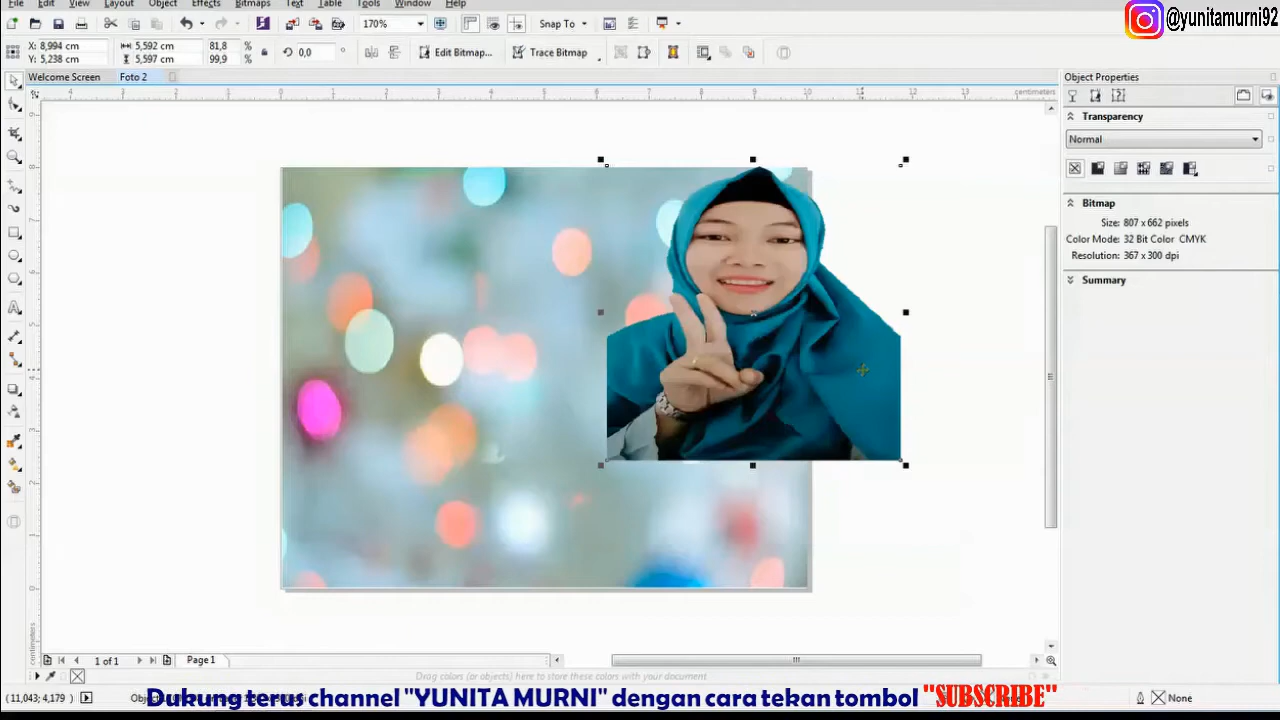 File Edit View Layout Object Effects Bitmaps Text Table Tools Window Help
@yunitamurni92
170%
Snap To
X: 8,994 cm
Y: 5,238 cm
5,592 cm
5,597 cm
81,8 %
99,9 %
0,0 °
Edit Bitmap...
Trace Bitmap
Welcome Screen
Foto 2
Object Properties
centimeters
Transparency
Normal
Bitmap
Size: 807 x 662 pixels
Color Mode: 32 Bit Color CMYK
Resolution: 367 x 300 dpi
Summary
centimeters
1 of 1
Page 1
Drag colors (or objects) here to store these colors with your document
(11,043; 4,179)
None
Dukung terus channel "YUNITA MURNI" dengan cara tekan tombol "SUBSCRIBE"